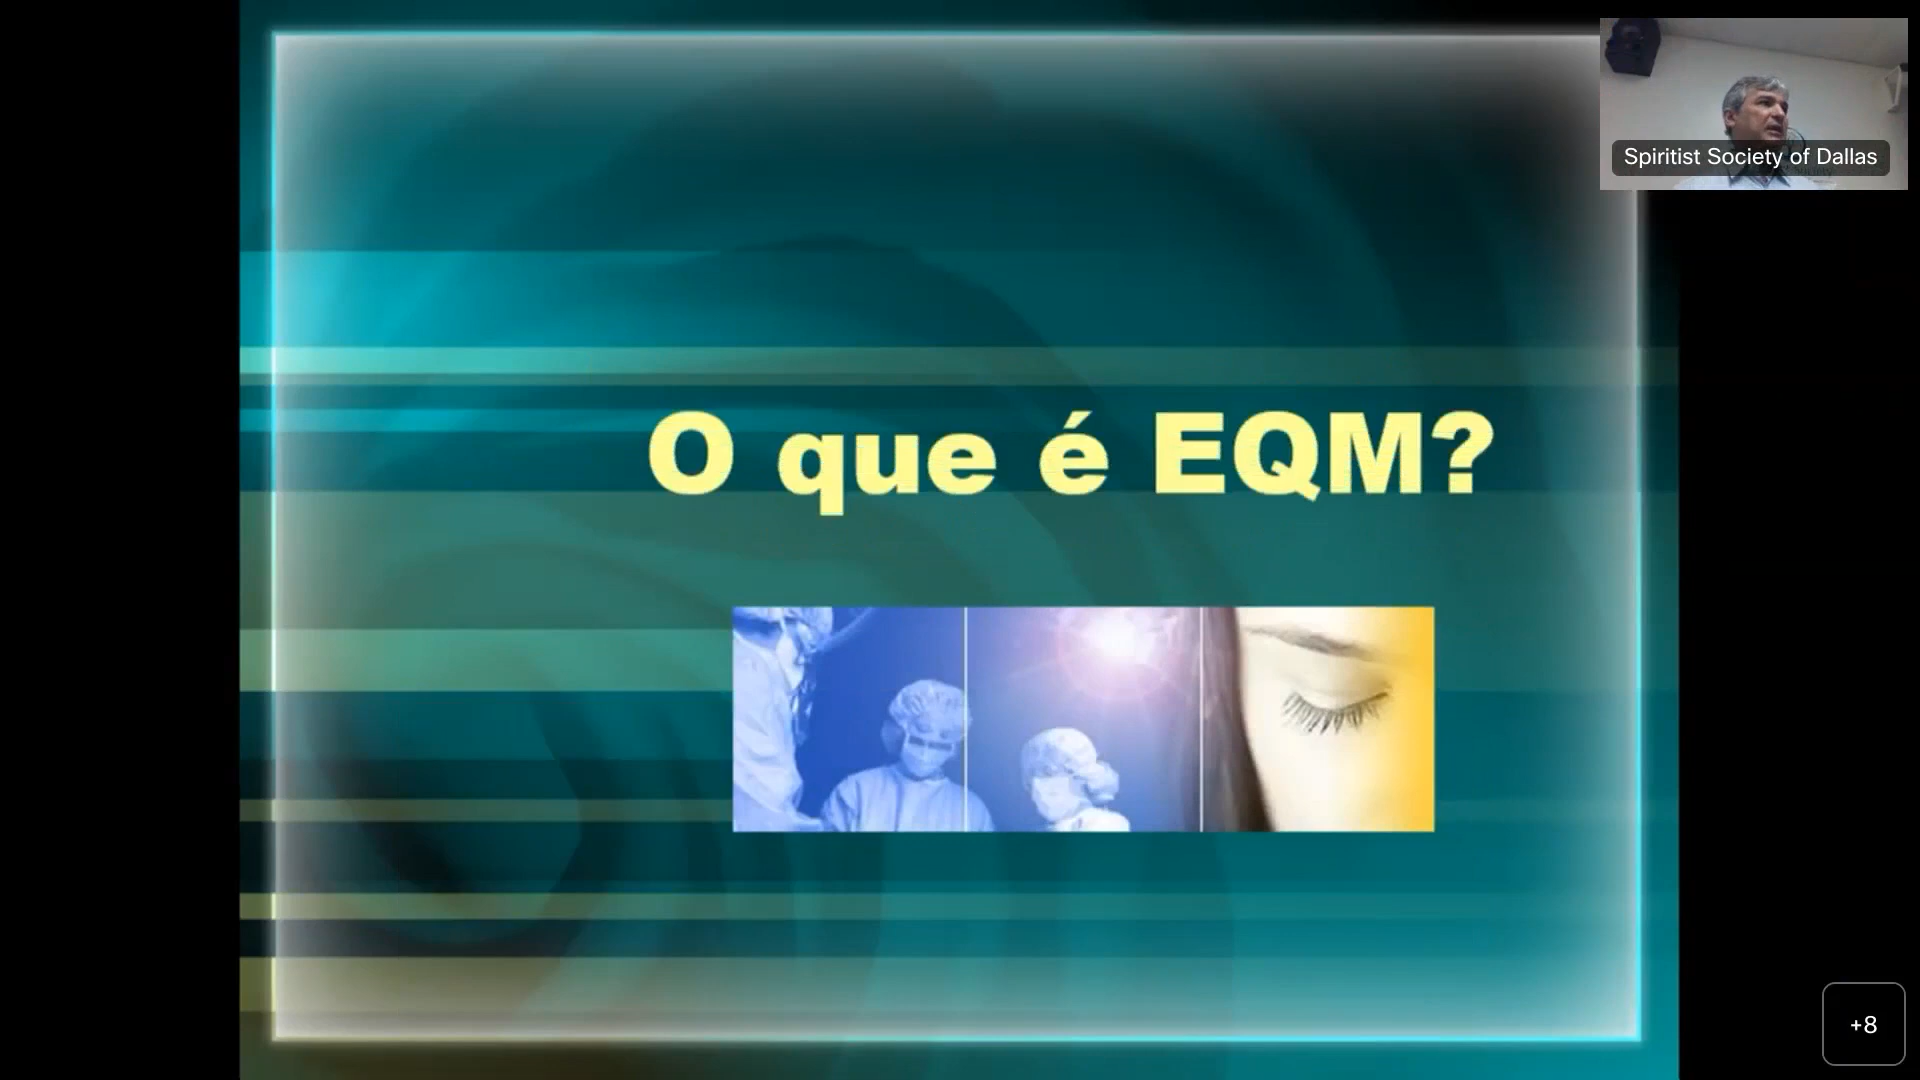 Spiritist Society of Dallas
O que é EQM?
+8